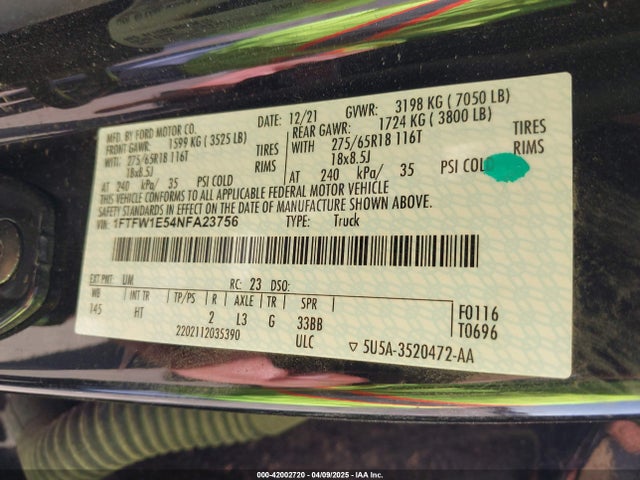 MFD. BY FORD MOTOR CO. DATE: 12/21 GVWR: 3198 KG ( 7050 LB)
FRONT GAWR: 1599 KG ( 3525 LB) REAR GAWR: 1724 KG ( 3800 LB)
WITH 275/65R18 116T TIRES WITH 275/65R18 116T TIRES
18x8.5J RIMS 18x8.5J RIMS
AT 240 kPa/ 35 PSI COLD AT 240 kPa/ 35 PSI COLD
THIS VEHICLE CONFORMS TO ALL APPLICABLE FEDERAL MOTOR VEHICLE
SAFETY STANDARDS IN EFFECT ON THE DATE OF MANUFACTURE SHOWN ABOVE.
VIN: 1FTFW1E54NFA23756 TYPE: Truck
EXT PNT: UM RC: 23 DSO:
WB INT TR TP/PS R AXLE TR SPR
145 HT 2 L3 G 33BB
F0116
T0696
2202112035390 ULC ▽ 5U5A-3520472-AA
000-42002720 - 04/09/2025 - IAA Inc.